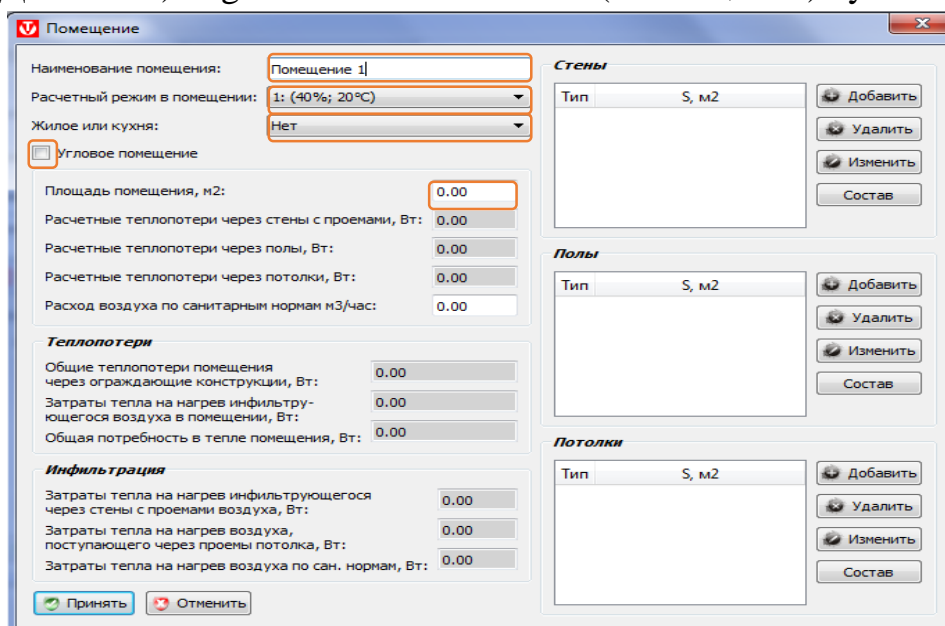 Помещение
Наименование помещения: Помещение 1
Расчетный режим в помещении: 1: (40%; 20°C)
Жилое или кухня: Нет
Угловое помещение
Площадь помещения, м2: 0.00
Расчетные теплопотери через стены с проемами, Вт: 0.00
Расчетные теплопотери через полы, Вт: 0.00
Расчетные теплопотери через потолки, Вт: 0.00
Расход воздуха по санитарным нормам м3/час: 0.00
Теплопотери
Общие теплопотери помещения
через ограждающие конструкции, Вт: 0.00
Затраты тепла на нагрев инфильтру-
ющегося воздуха в помещении, Вт: 0.00
Общая потребность в тепле помещения, Вт: 0.00
Инфильтрация
Затраты тепла на нагрев инфильтрующегося
через стены с проемами воздуха, Вт: 0.00
Затраты тепла на нагрев воздуха,
поступающего через проемы потолка, Вт: 0.00
Затраты тепла на нагрев воздуха по сан. нормам, Вт: 0.00
Принять Отменить
Стены
Тип S, м2
Добавить
Удалить
Изменить
Состав
Полы
Тип S, м2
Добавить
Удалить
Изменить
Состав
Потолки
Тип S, м2
Добавить
Удалить
Изменить
Состав